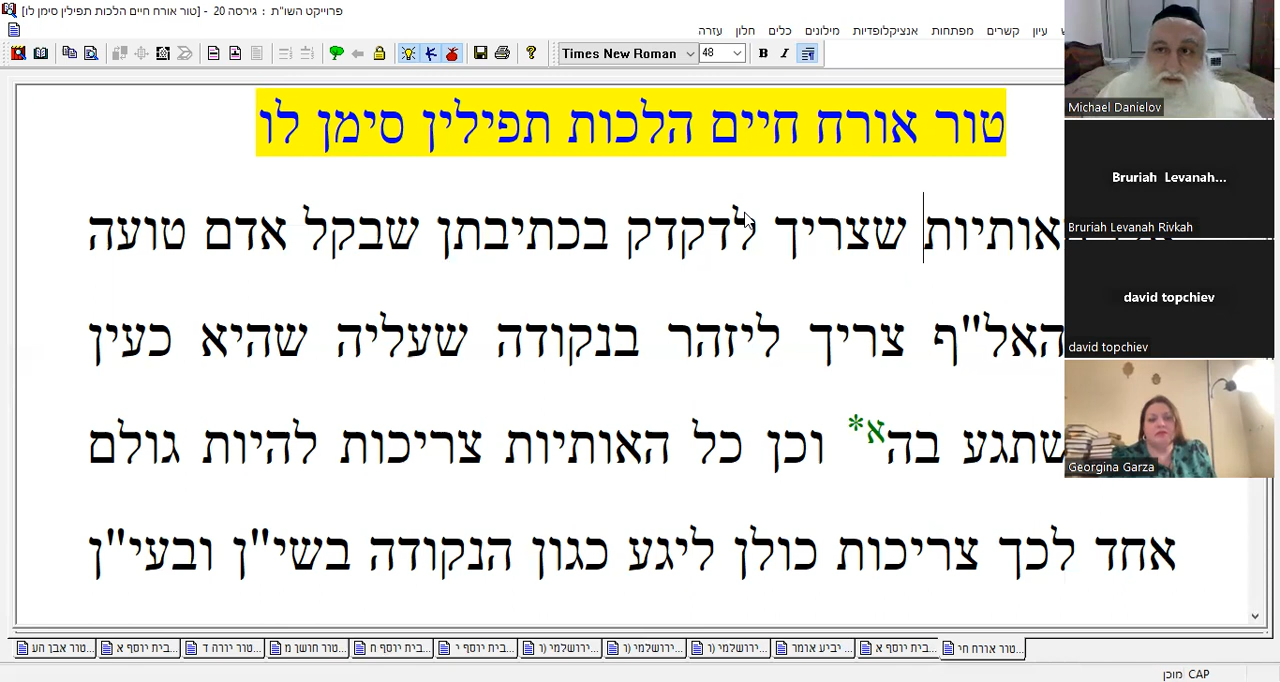 פרוייקט השו"ת : גירסה 20 - [טור אורח חיים הלכות תפילין סימן לו]
עיון קשרים מפתחות אנציקלופדיות מילונים כלים חלון עזרה
Times New Roman 48 B I
טור אורח חיים הלכות תפילין סימן לו
אותיות שצריך לדקדק בכתיבתן שבקל אדם טועה
האל"ף צריך ליזהר בנקודה שעליה שהיא כעין
שתגע בהא* וכן כל האותיות צריכות להיות גולם
אחד לכך צריכות כולן ליגע כגון הנקודה בשי"ן ובעי"ן
Michael Danielov
Bruriah Levanah...
Bruriah Levanah Rivkah
david topchiev
david topchiev
Georgina Garza
טור אורח חי... בית יוסף א... יביע אומר... ירושלמי (ו... ירושלמי (ו... ירושלמי (ו... בית יוסף י... בית יוסף ח... טור חושן מ... טור יורה ד... בית יוסף א... טור אבן הע...
מוכן CAP